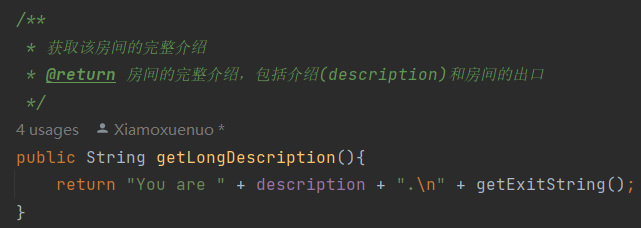 /**
 * 获取该房间的完整介绍
 * @return 房间的完整介绍，包括介绍(description)和房间的出口
 */
4 usages Xiamoxuenuo *
public String getLongDescription(){
    return "You are " + description + ".\n" + getExitString();
}